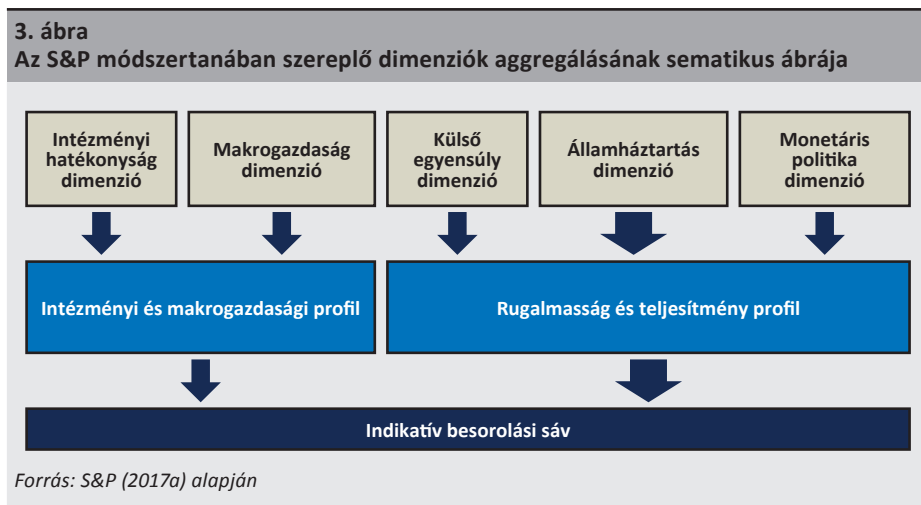 3. ábra
Az S&P módszertanában szereplő dimenziók aggregálásának sematikus ábrája
Intézményi
hatékonyság
dimenzió
Makrogazdaság
dimenzió
Külső
egyensúly
dimenzió
Államháztartás
dimenzió
Monetáris
politika
dimenzió
Intézményi és makrogazdasági profil
Rugalmasság és teljesítmény profil
Indikatív besorolási sáv
Forrás: S&P (2017a) alapján